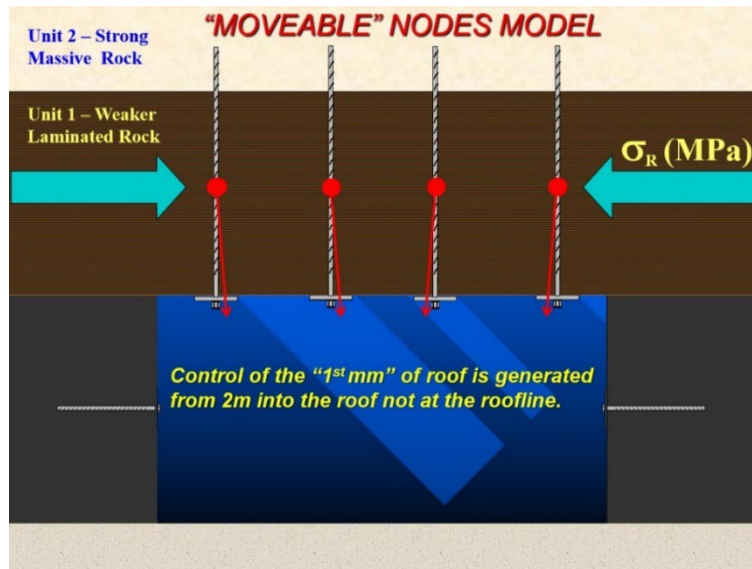 "MOVEABLE" NODES MODEL
Unit 2 – Strong
Massive Rock
Unit 1 – Weaker
Laminated Rock
σR (MPa)
Control of the "1st mm" of roof is generated
from 2m into the roof not at the roofline.